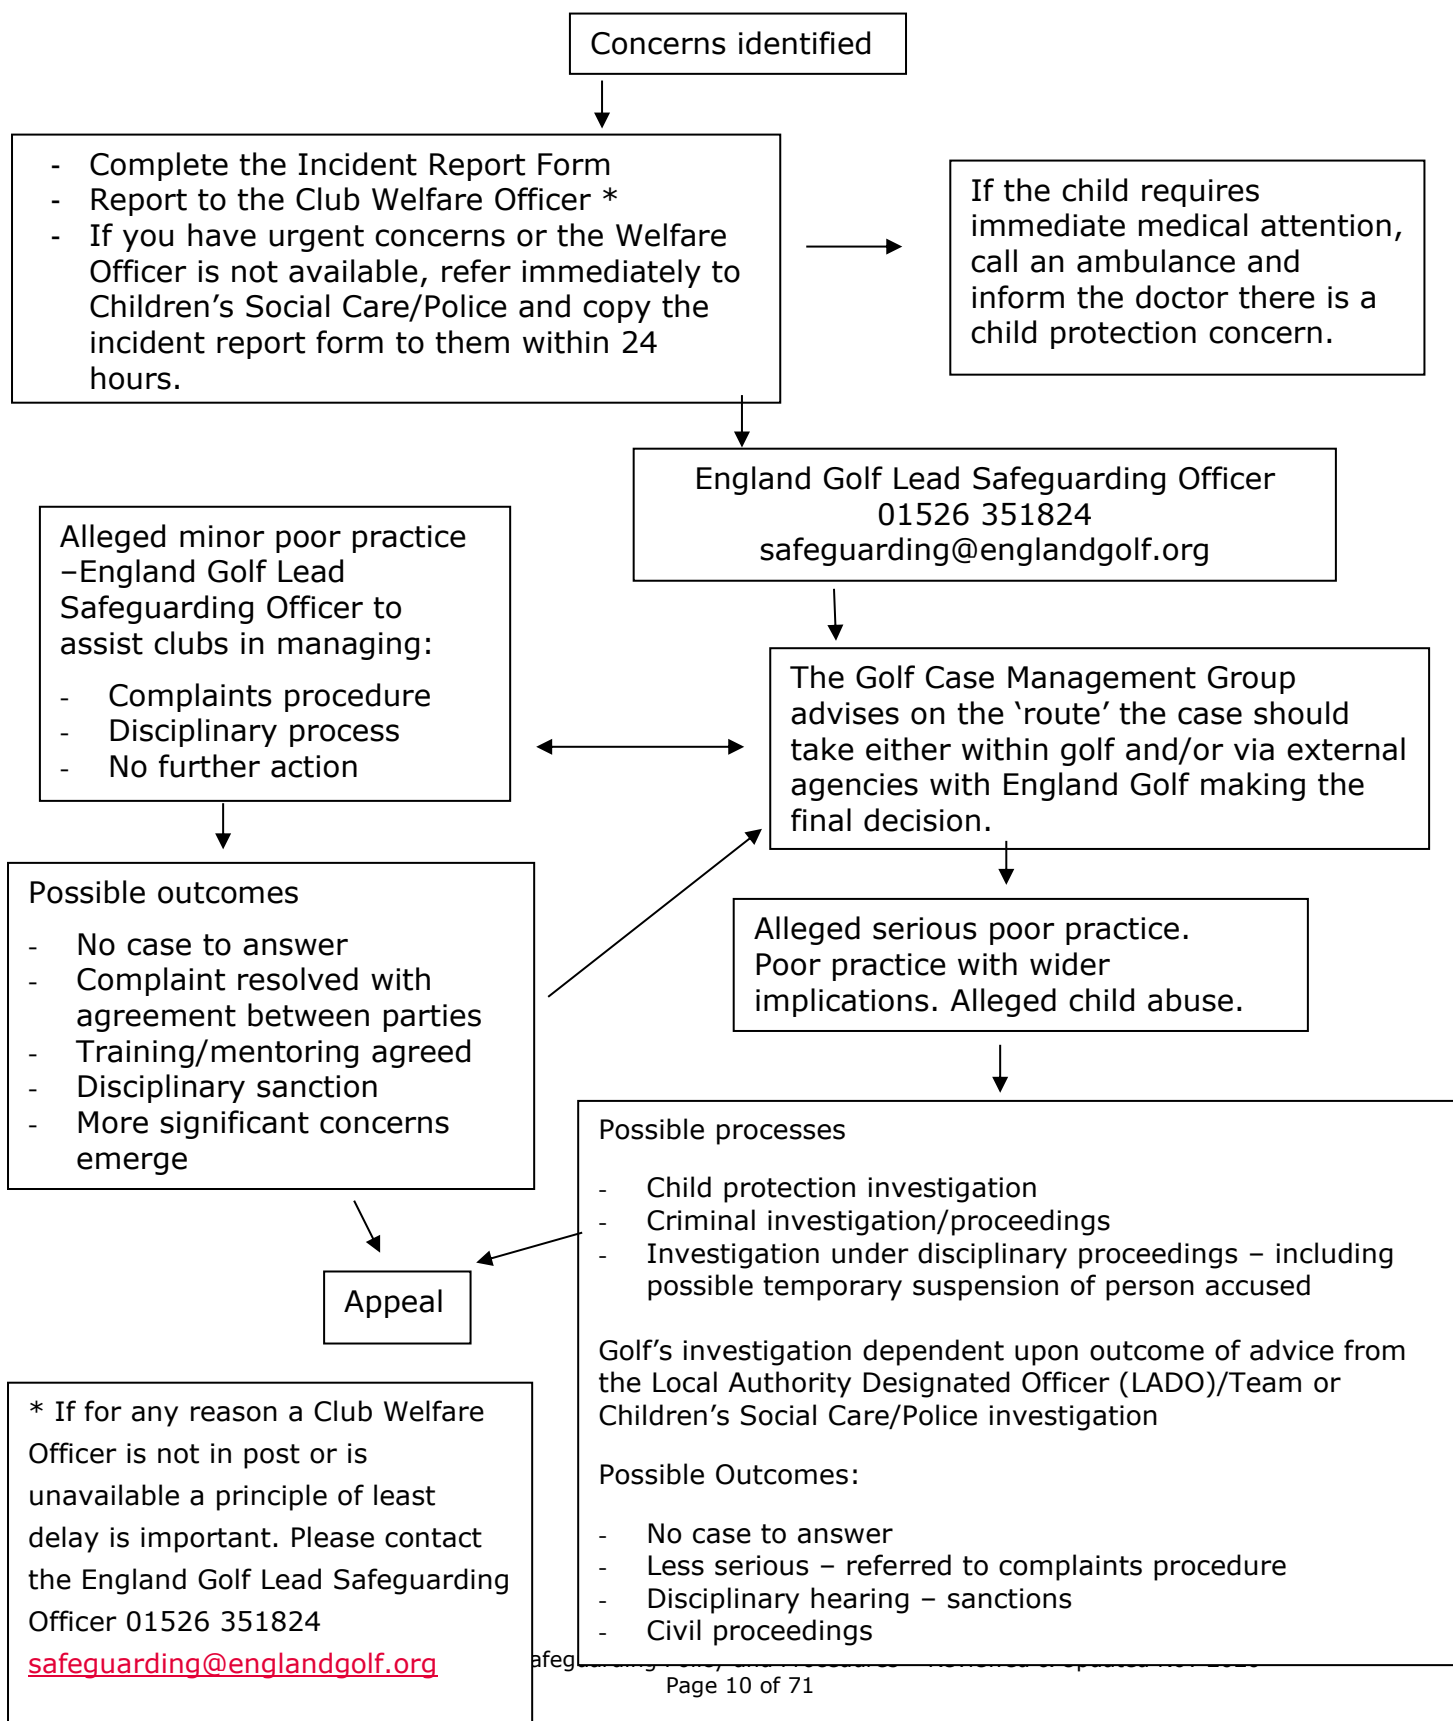 Concerns identified
- Complete the Incident Report Form
- Report to the Club Welfare Officer *
- If you have urgent concerns or the Welfare
Officer is not available, refer immediately to
Children’s Social Care/Police and copy the
incident report form to them within 24
hours.
If the child requires
immediate medical attention,
call an ambulance and
inform the doctor there is a
child protection concern.
England Golf Lead Safeguarding Officer
01526 351824
safeguarding@englandgolf.org
Alleged minor poor practice
–England Golf Lead
Safeguarding Officer to
assist clubs in managing:
- Complaints procedure
- Disciplinary process
- No further action
The Golf Case Management Group
advises on the ‘route’ the case should
take either within golf and/or via external
agencies with England Golf making the
final decision.
Possible outcomes
- No case to answer
- Complaint resolved with
agreement between parties
- Training/mentoring agreed
- Disciplinary sanction
- More significant concerns
emerge
Alleged serious poor practice.
Poor practice with wider
implications. Alleged child abuse.
Possible processes
- Child protection investigation
- Criminal investigation/proceedings
- Investigation under disciplinary proceedings – including
possible temporary suspension of person accused
Golf’s investigation dependent upon outcome of advice from
the Local Authority Designated Officer (LADO)/Team or
Children’s Social Care/Police investigation
Possible Outcomes:
- No case to answer
- Less serious – referred to complaints procedure
- Disciplinary hearing – sanctions
- Civil proceedings
Appeal
* If for any reason a Club Welfare
Officer is not in post or is
unavailable a principle of least
delay is important. Please contact
the England Golf Lead Safeguarding
Officer 01526 351824
safeguarding@englandgolf.org
Page 10 of 71